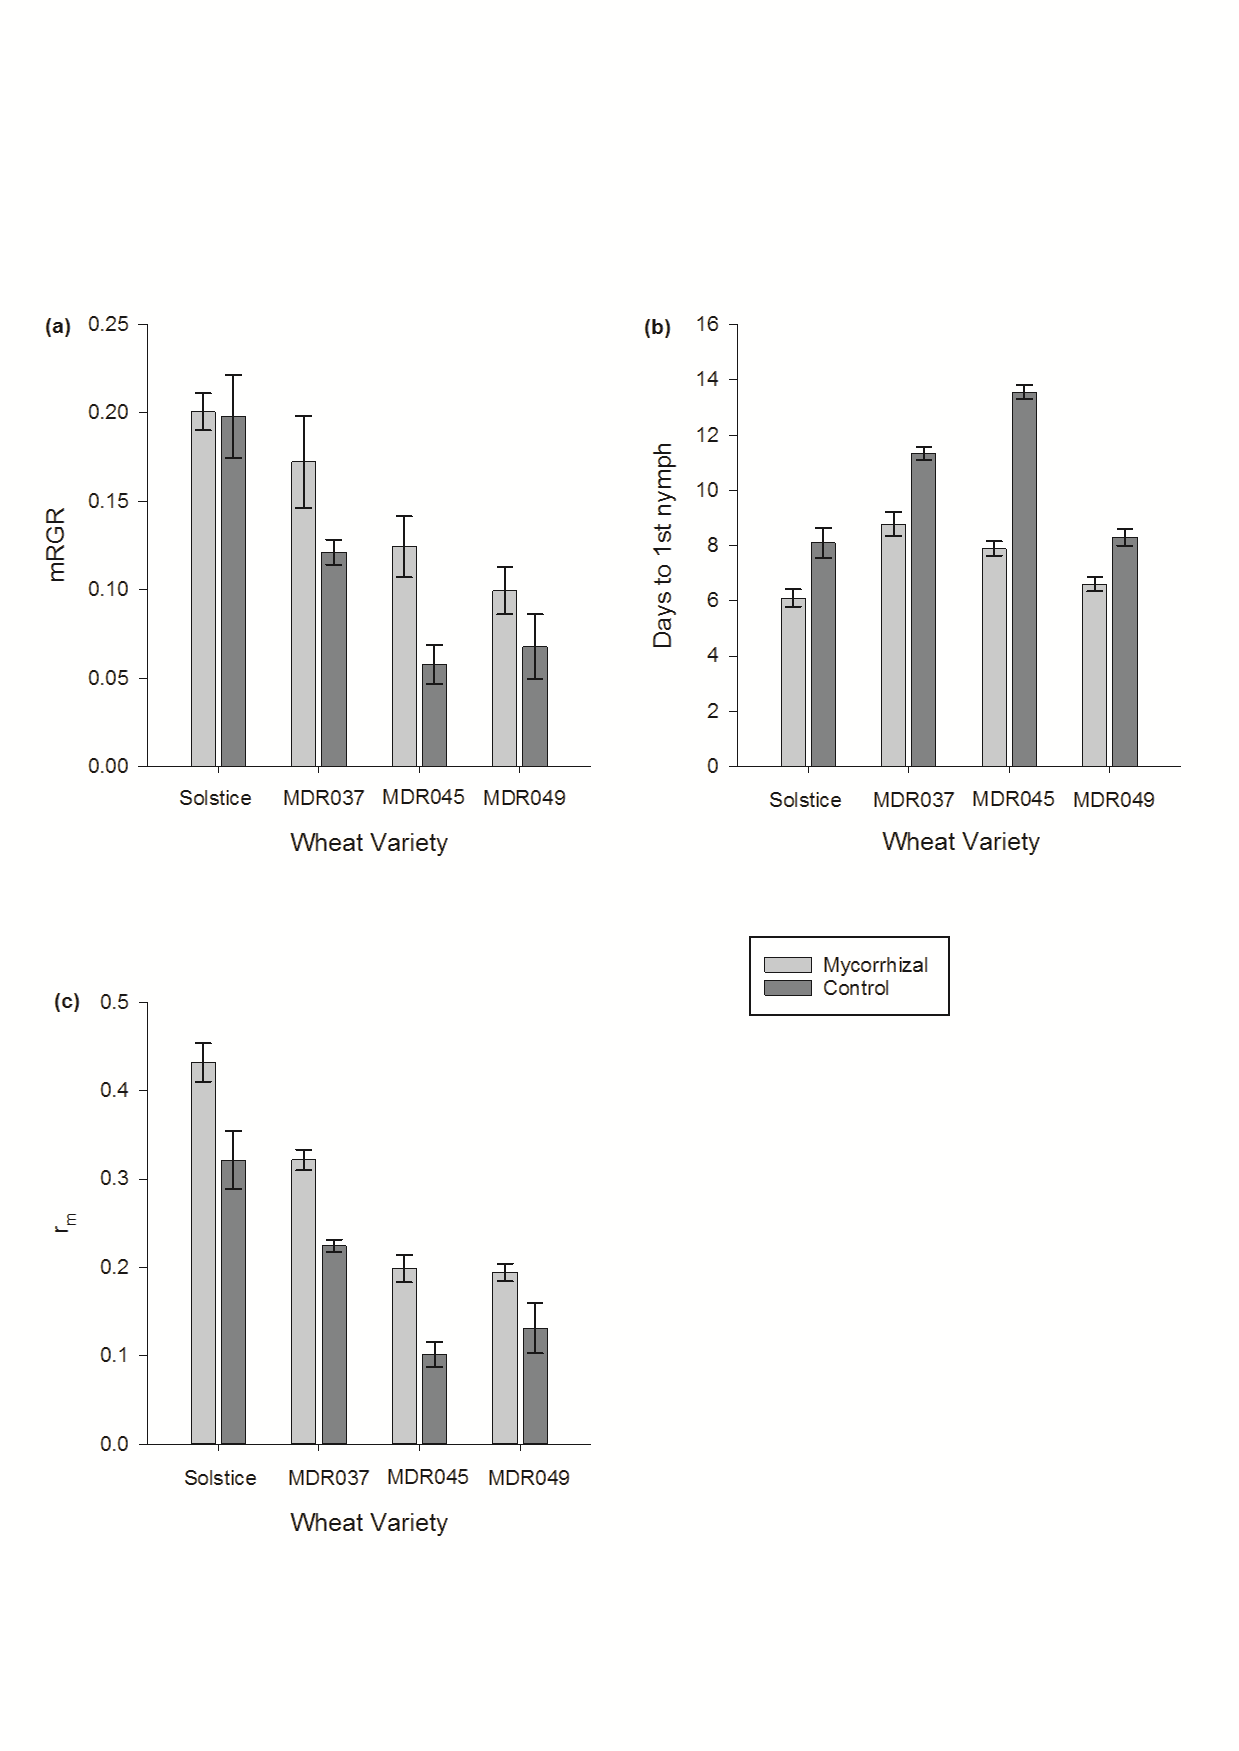 (a)
0.25
0.20
0.15
0.10
0.05
0.00
mRGR
Solstice MDR037 MDR045 MDR049
Wheat Variety
(b)
16
14
12
10
8
6
4
2
0
Days to 1st nymph
Solstice MDR037 MDR045 MDR049
Wheat Variety
Mycorrhizal
Control
(c)
0.5
0.4
0.3
0.2
0.1
0.0
rm
Solstice MDR037 MDR045 MDR049
Wheat Variety